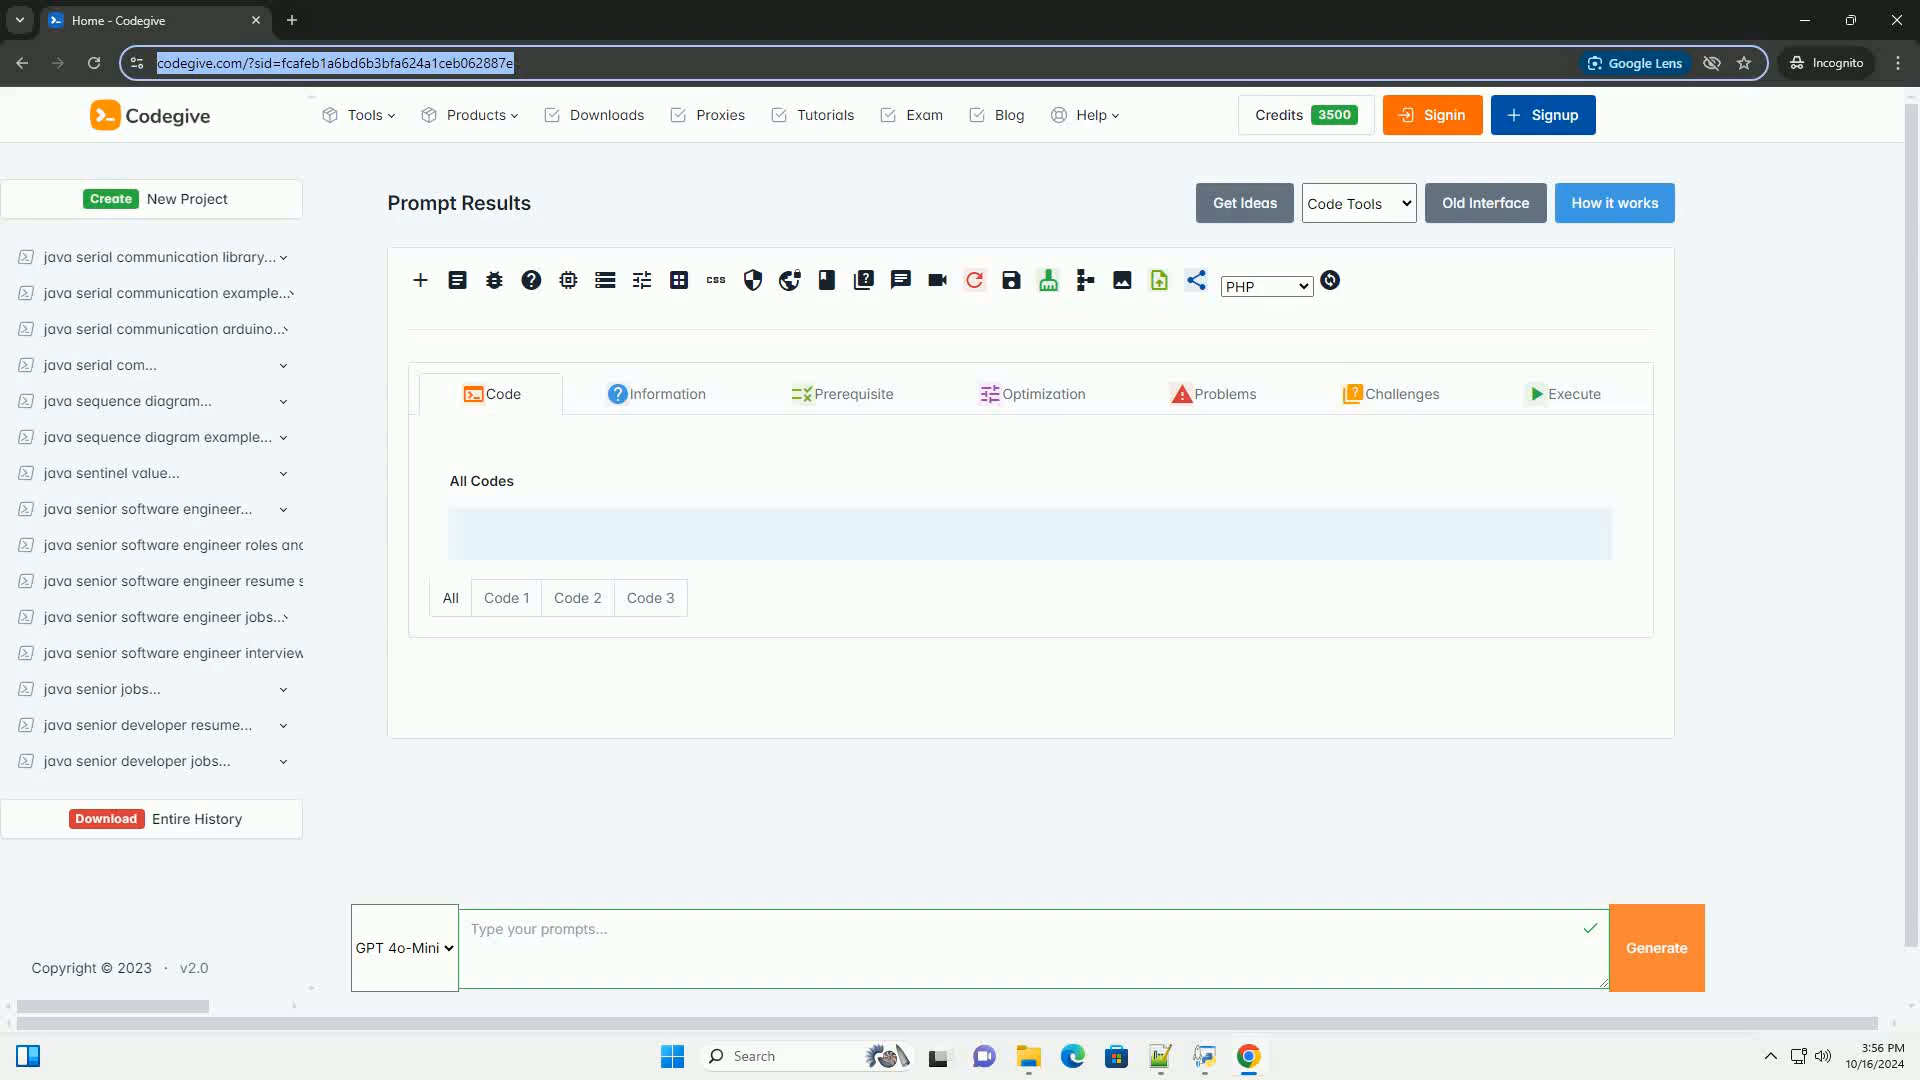 Home - Codegive
codegive.com/?sid=fcafeb1a6bd6b3bfa624a1ceb062887e
Google Lens
Incognito
Codegive
Tools
Products
Downloads
Proxies
Tutorials
Exam
Blog
Help
Credits 3500
Signin
Signup
Create New Project
java serial communication library...
java serial communication example...
java serial communication arduino...
java serial com...
java sequence diagram...
java sequence diagram example...
java sentinel value...
java senior software engineer...
java senior software engineer roles and
java senior software engineer resume s
java senior software engineer jobs...
java senior software engineer interview
java senior jobs...
java senior developer resume...
java senior developer jobs...
Download Entire History
Copyright © 2023 · v2.0
Prompt Results
Get Ideas
Code Tools
Old Interface
How it works
CSS
PHP
Code
Information
Prerequisite
Optimization
Problems
Challenges
Execute
All Codes
All
Code 1
Code 2
Code 3
GPT 4o-Mini
Type your prompts...
Generate
Search
3:56 PM
10/16/2024